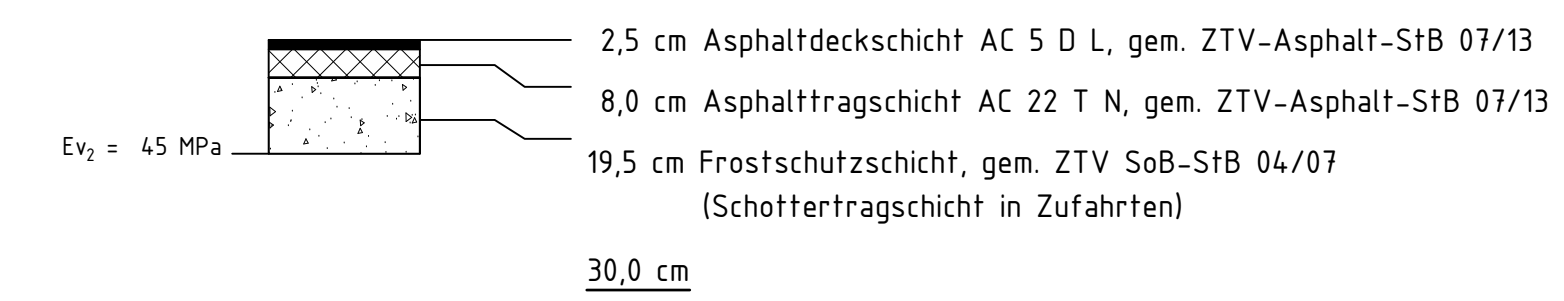 2,5 cm Asphaltdeckschicht AC 5 D L, gem. ZTV-Asphalt-StB 07/13
8,0 cm Asphalttragschicht AC 22 T N, gem. ZTV-Asphalt-StB 07/13
Ev₂ = 45 MPa
19,5 cm Frostschutzschicht, gem. ZTV SoB-StB 04/07
(Schottertragschicht in Zufahrten)
30,0 cm